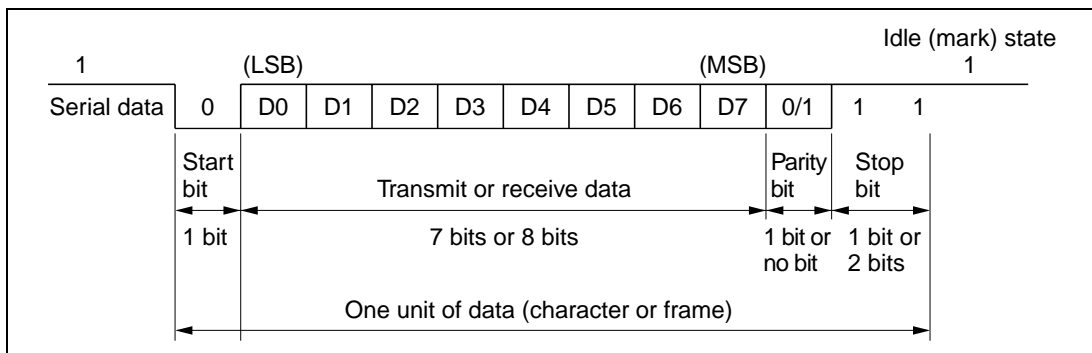 Idle (mark) state
1 (LSB) (MSB) 1
Serial data 0 D0 D1 D2 D3 D4 D5 D6 D7 0/1 1 1
Start Parity Stop
bit Transmit or receive data bit bit
1 bit 7 bits or 8 bits 1 bit or 1 bit or
no bit 2 bits
One unit of data (character or frame)